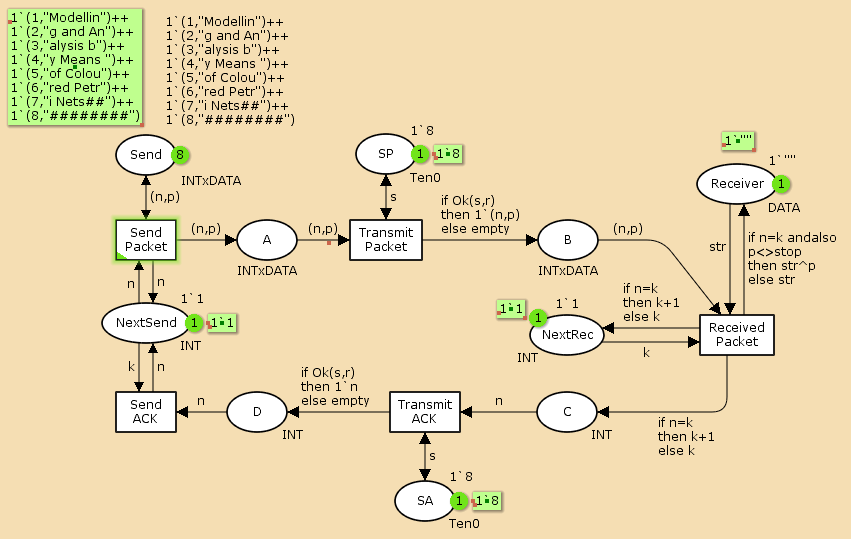 1`(1,"Modellin")++
1`(2,"g and An")++
1`(3,"alysis b")++
1`(4,"y Means ")++
1`(5,"of Colou")++
1`(6,"red Petr")++
1`(7,"i Nets##")++
1`(8,"########")
1`(1,"Modellin")++
1`(2,"g and An")++
1`(3,"alysis b")++
1`(4,"y Means ")++
1`(5,"of Colou")++
1`(6,"red Petr")++
1`(7,"i Nets##")++
1`(8,"########")
Send
8
INTxDATA
1`8
SP
1
1`8
Ten0
1`""
1`""
Receiver
1
DATA
(n,p)
s
Send
Packet
(n,p)
A
INTxDATA
(n,p)
Transmit
Packet
if Ok(s,r)
then 1`(n,p)
else empty
B
INTxDATA
(n,p)
str
if n=k andalso
p<>stop
then str^p
else str
n
n
1`1
NextSend
1
1`1
INT
if n=k
then k+1
else k
1`1
1`1
1
NextRec
INT
k
Received
Packet
k
n
Send
ACK
n
D
INT
if Ok(s,r)
then 1`n
else empty
Transmit
ACK
n
C
INT
if n=k
then k+1
else k
s
1`8
SA
1
1`8
Ten0